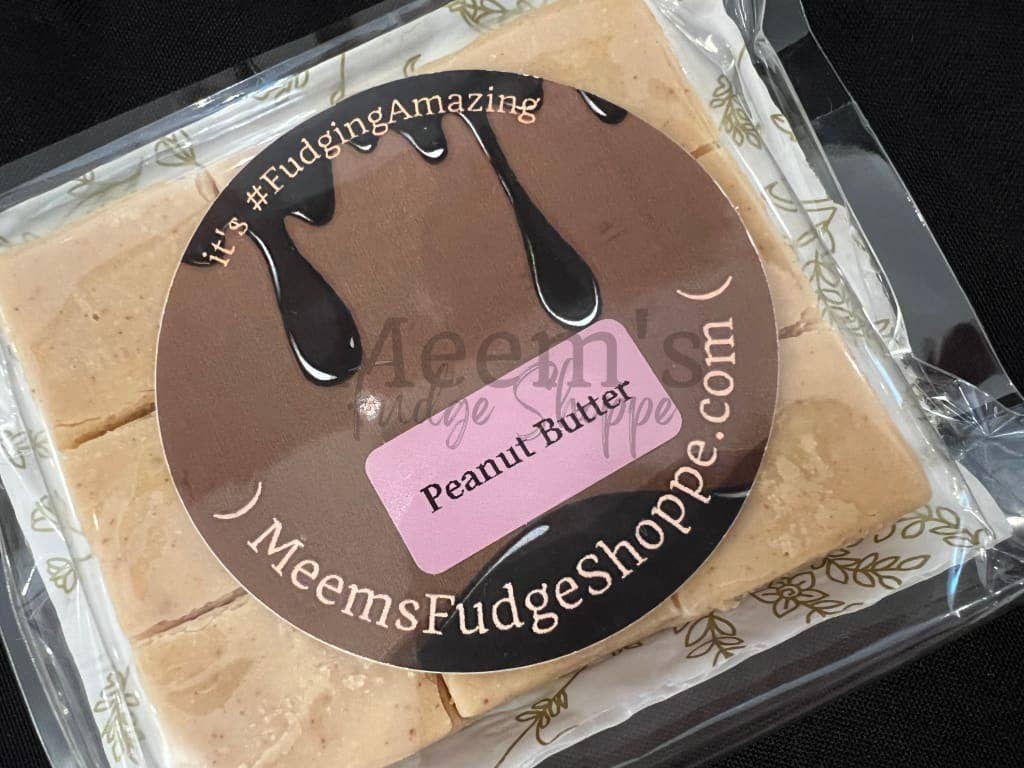 it's #FudgingAmazing
Meem's
Fudge Shoppe
Peanut Butter
( MeemsFudgeShoppe.com )